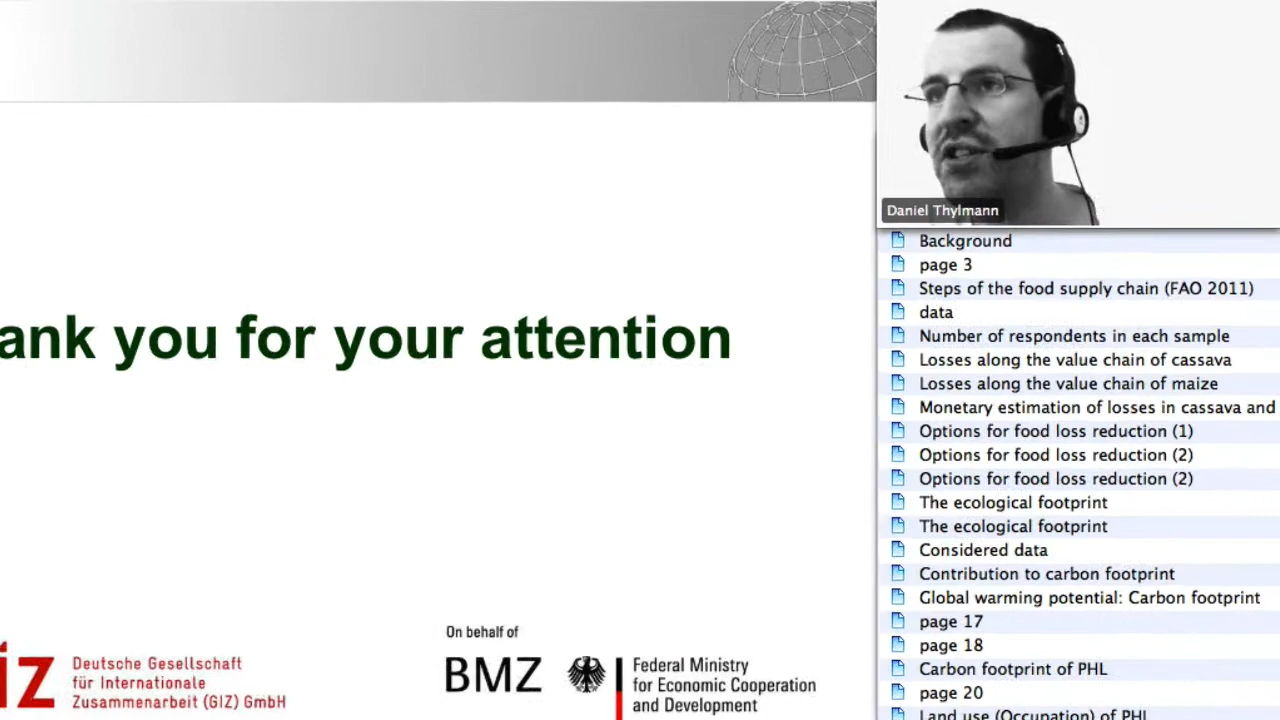 ank you for your attention
On behalf of
giz
Deutsche Gesellschaft
für Internationale
Zusammenarbeit (GIZ) GmbH
BMZ
Federal Ministry
for Economic Cooperation
and Development
Daniel Thylmann
Background
page 3
Steps of the food supply chain (FAO 2011)
data
Number of respondents in each sample
Losses along the value chain of cassava
Losses along the value chain of maize
Monetary estimation of losses in cassava and
Options for food loss reduction (1)
Options for food loss reduction (2)
Options for food loss reduction (2)
The ecological footprint
The ecological footprint
Considered data
Contribution to carbon footprint
Global warming potential: Carbon footprint
page 17
page 18
Carbon footprint of PHL
page 20
Land use (Occupation) of PHL